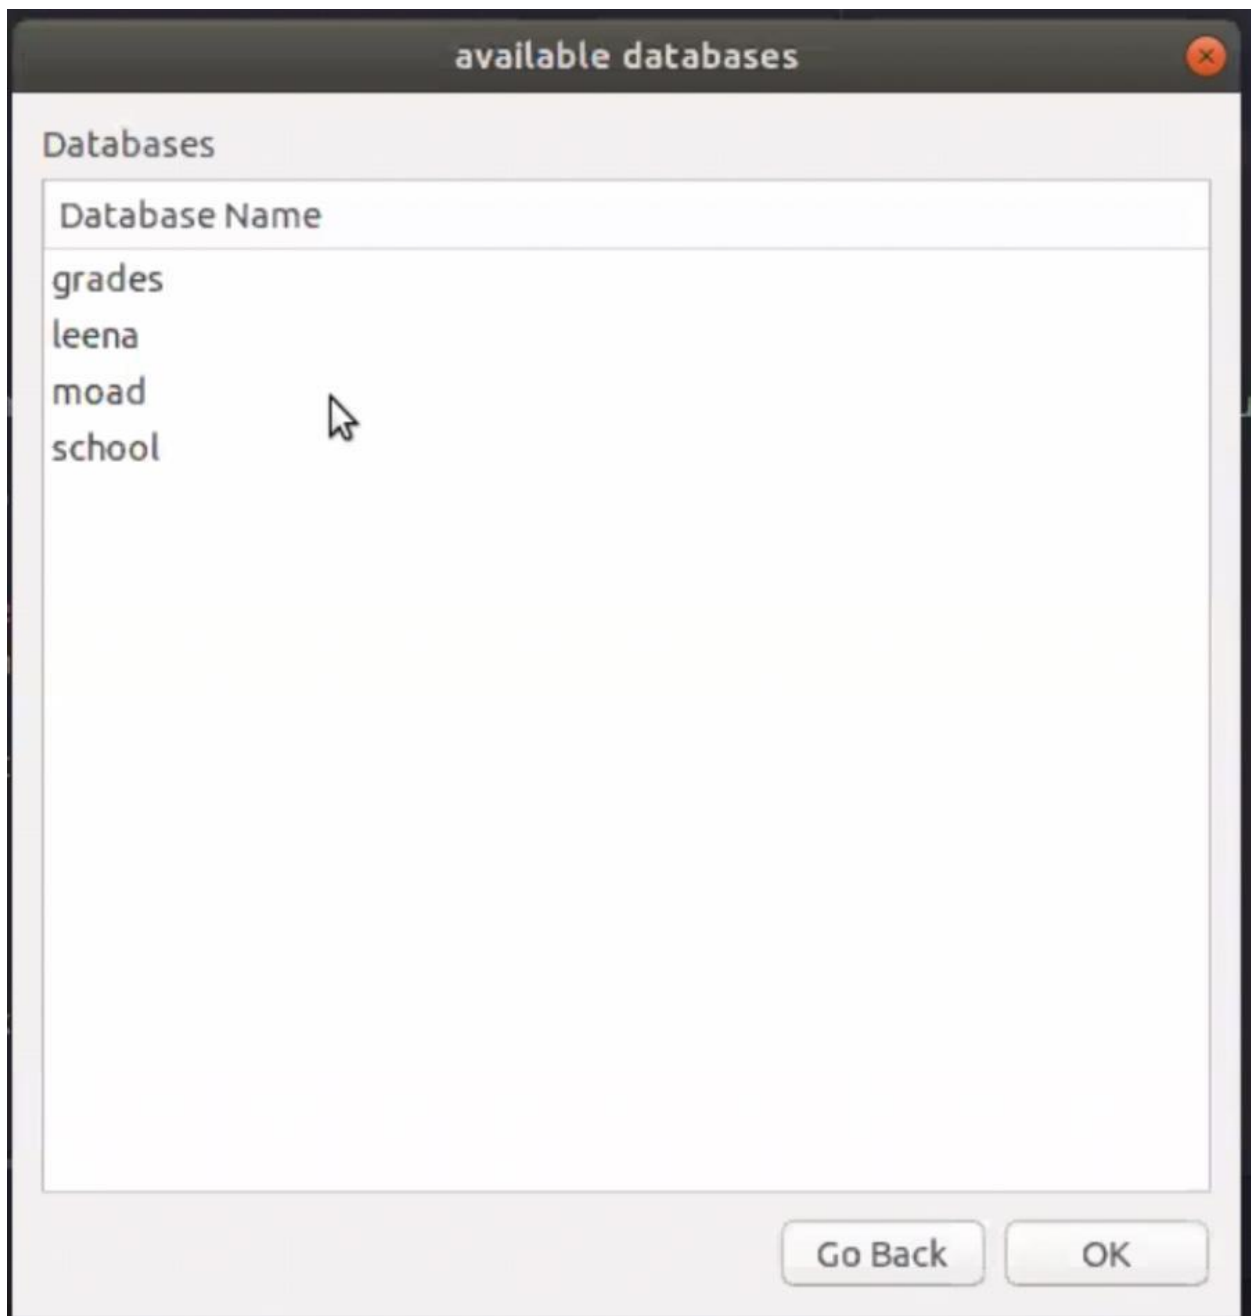 available databases
Databases
Database Name
grades
leena
moad
school
Go Back
OK